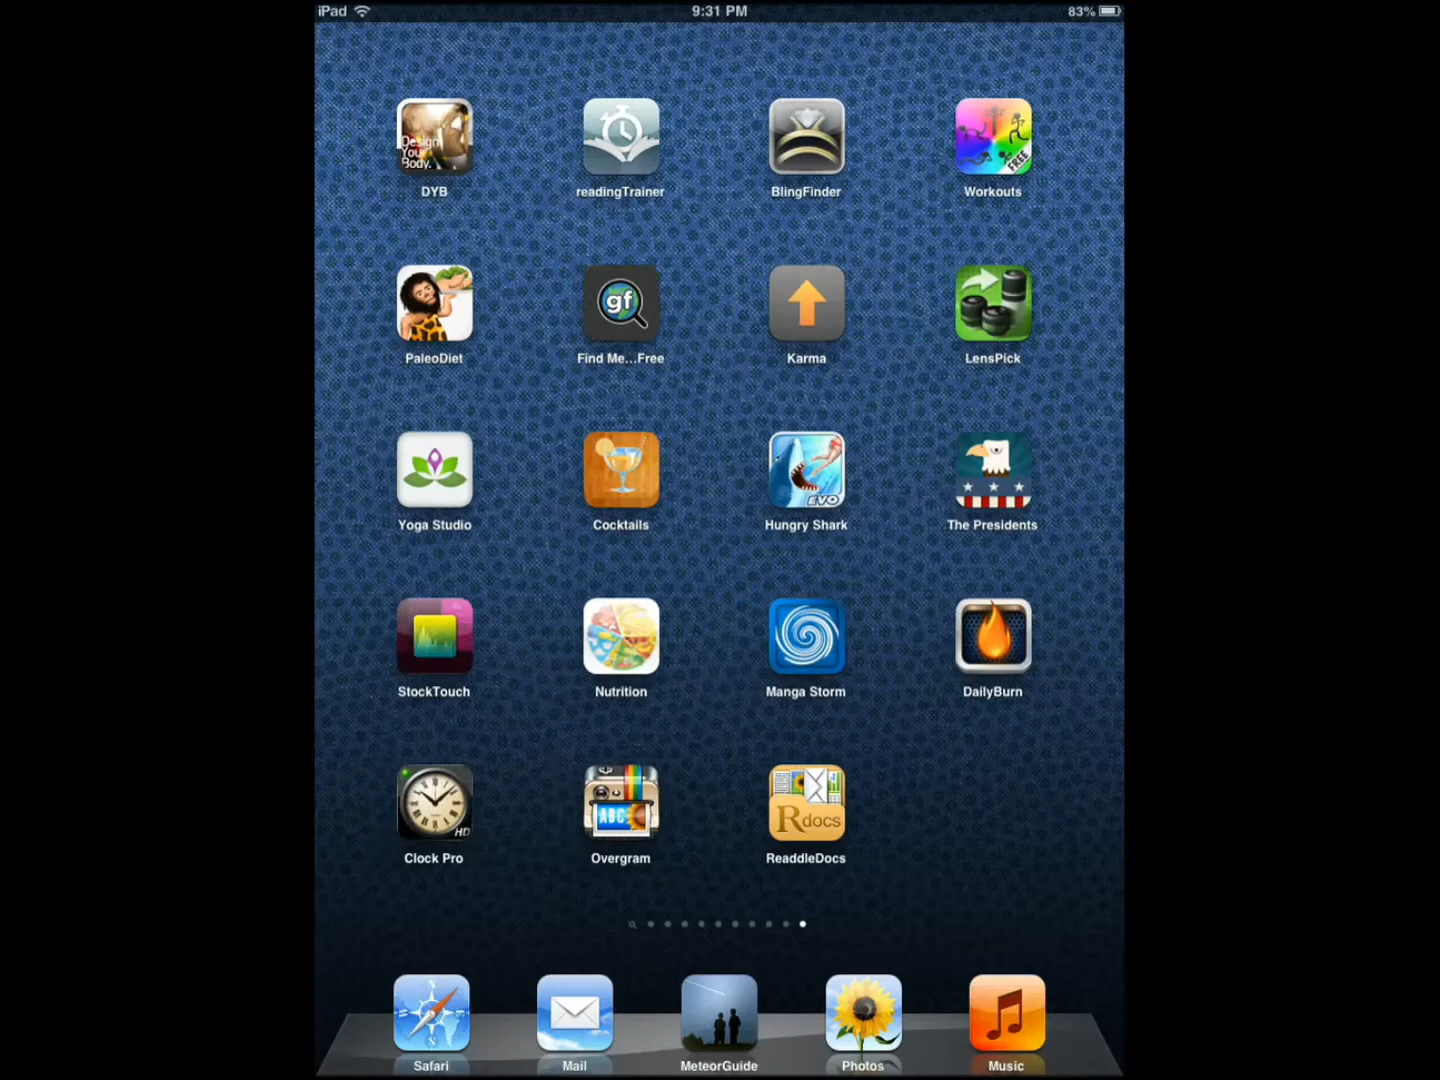 iPad 9:31 PM 83%
Design
Your
Body.
FREE
DYB readingTrainer BlingFinder Workouts
gf
PaleoDiet Find Me...Free Karma LensPick
EVO
Yoga Studio Cocktails Hungry Shark The Presidents
StockTouch Nutrition Manga Storm DailyBurn
HD
ABC
Rdocs
Clock Pro Overgram ReaddleDocs
N
S
Safari Mail MeteorGuide Photos Music